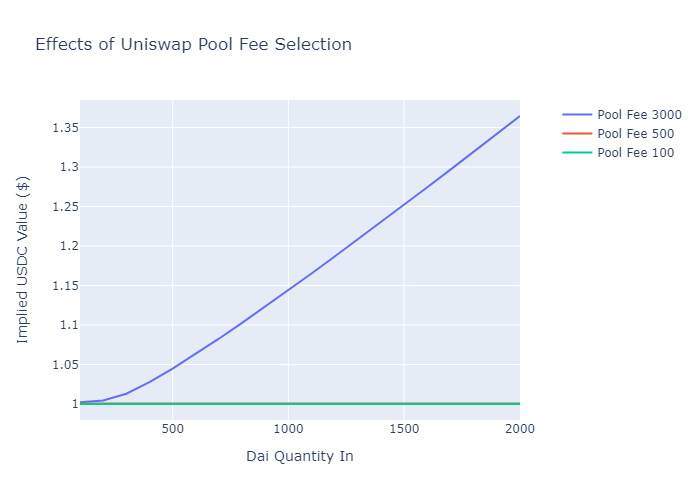 Effects of Uniswap Pool Fee Selection
Pool Fee 3000
Pool Fee 500
Pool Fee 100
Implied USDC Value ($)
1.35
1.3
1.25
1.2
1.15
1.1
1.05
1
500
1000
1500
2000
Dai Quantity In